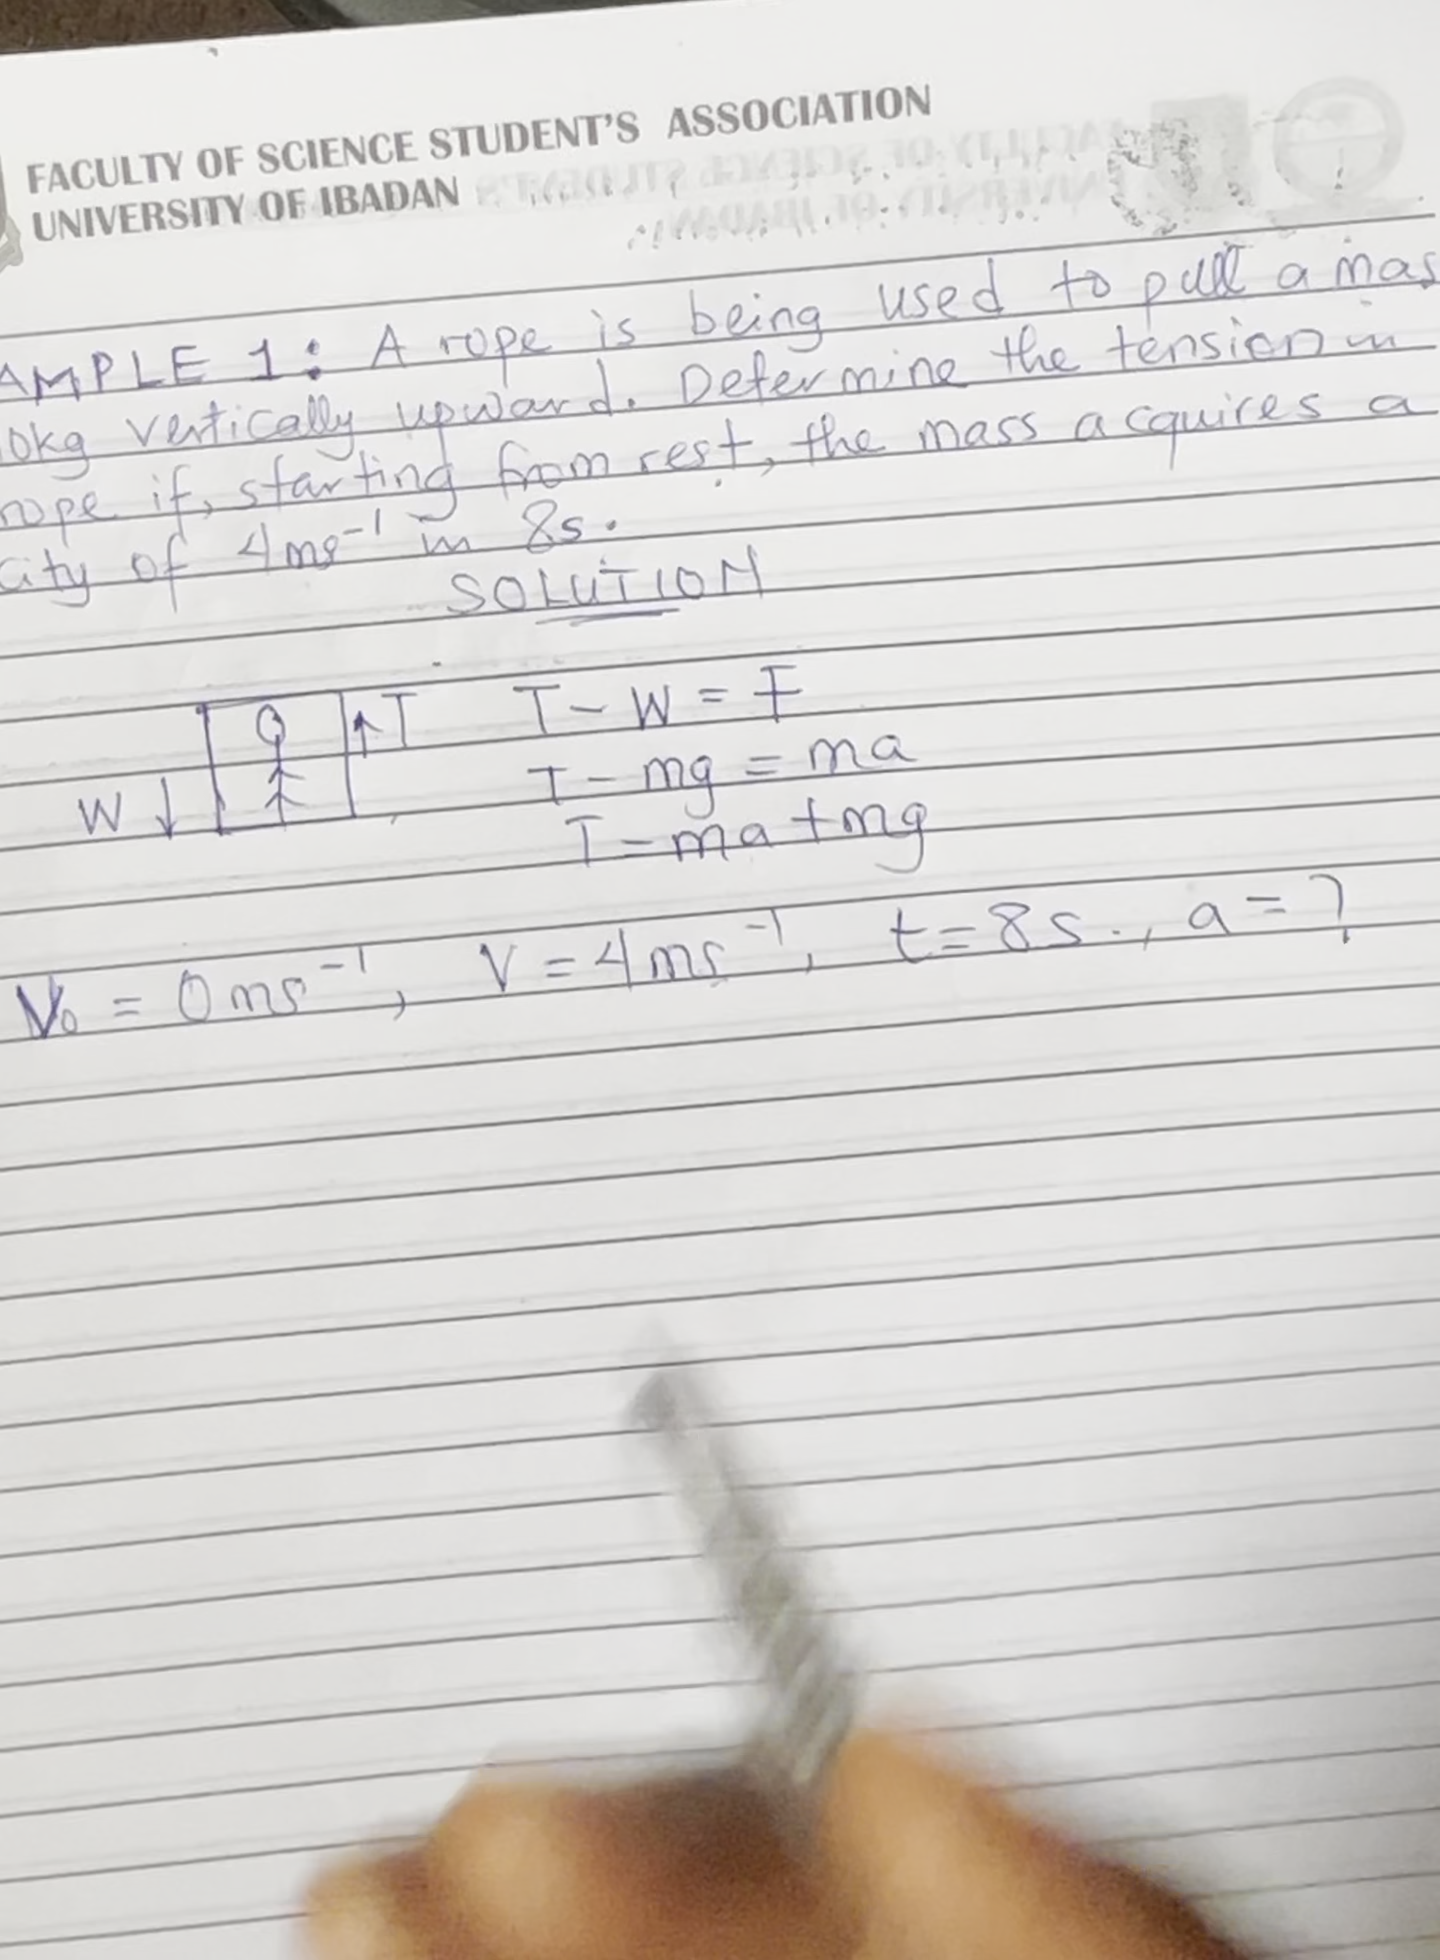 FACULTY OF SCIENCE STUDENT'S ASSOCIATION
UNIVERSITY OF IBADAN
AMPLE 1: A rope is being used to pull a mas
0kg vertically upward. Determine the tension in
rope if, starting from rest, the mass acquires a
city of 4ms⁻¹ in 8s.
SOLUTION
T T - W = F
W T - mg = ma
T = ma + mg
V₀ = 0ms⁻¹, V = 4ms⁻¹, t = 8s., a = ?